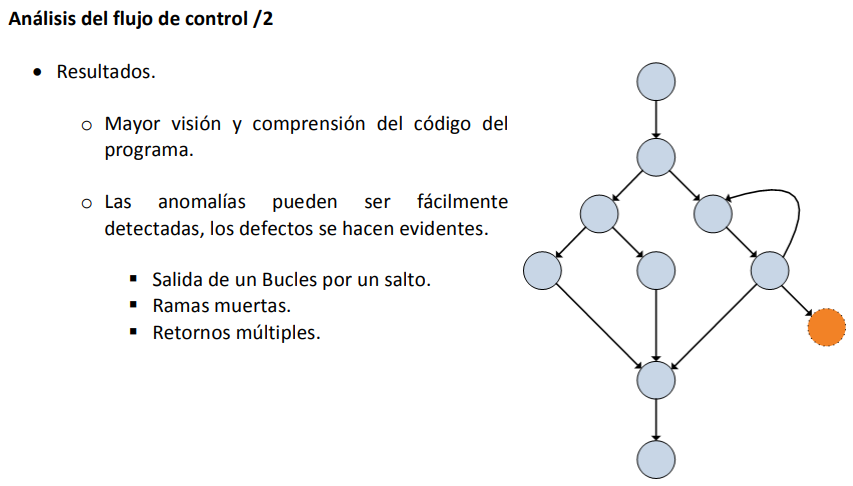 Análisis del flujo de control /2
• Resultados.
o Mayor visión y comprensión del código del
programa.
o Las anomalías pueden ser fácilmente
detectadas, los defectos se hacen evidentes.
▪ Salida de un Bucles por un salto.
▪ Ramas muertas.
▪ Retornos múltiples.